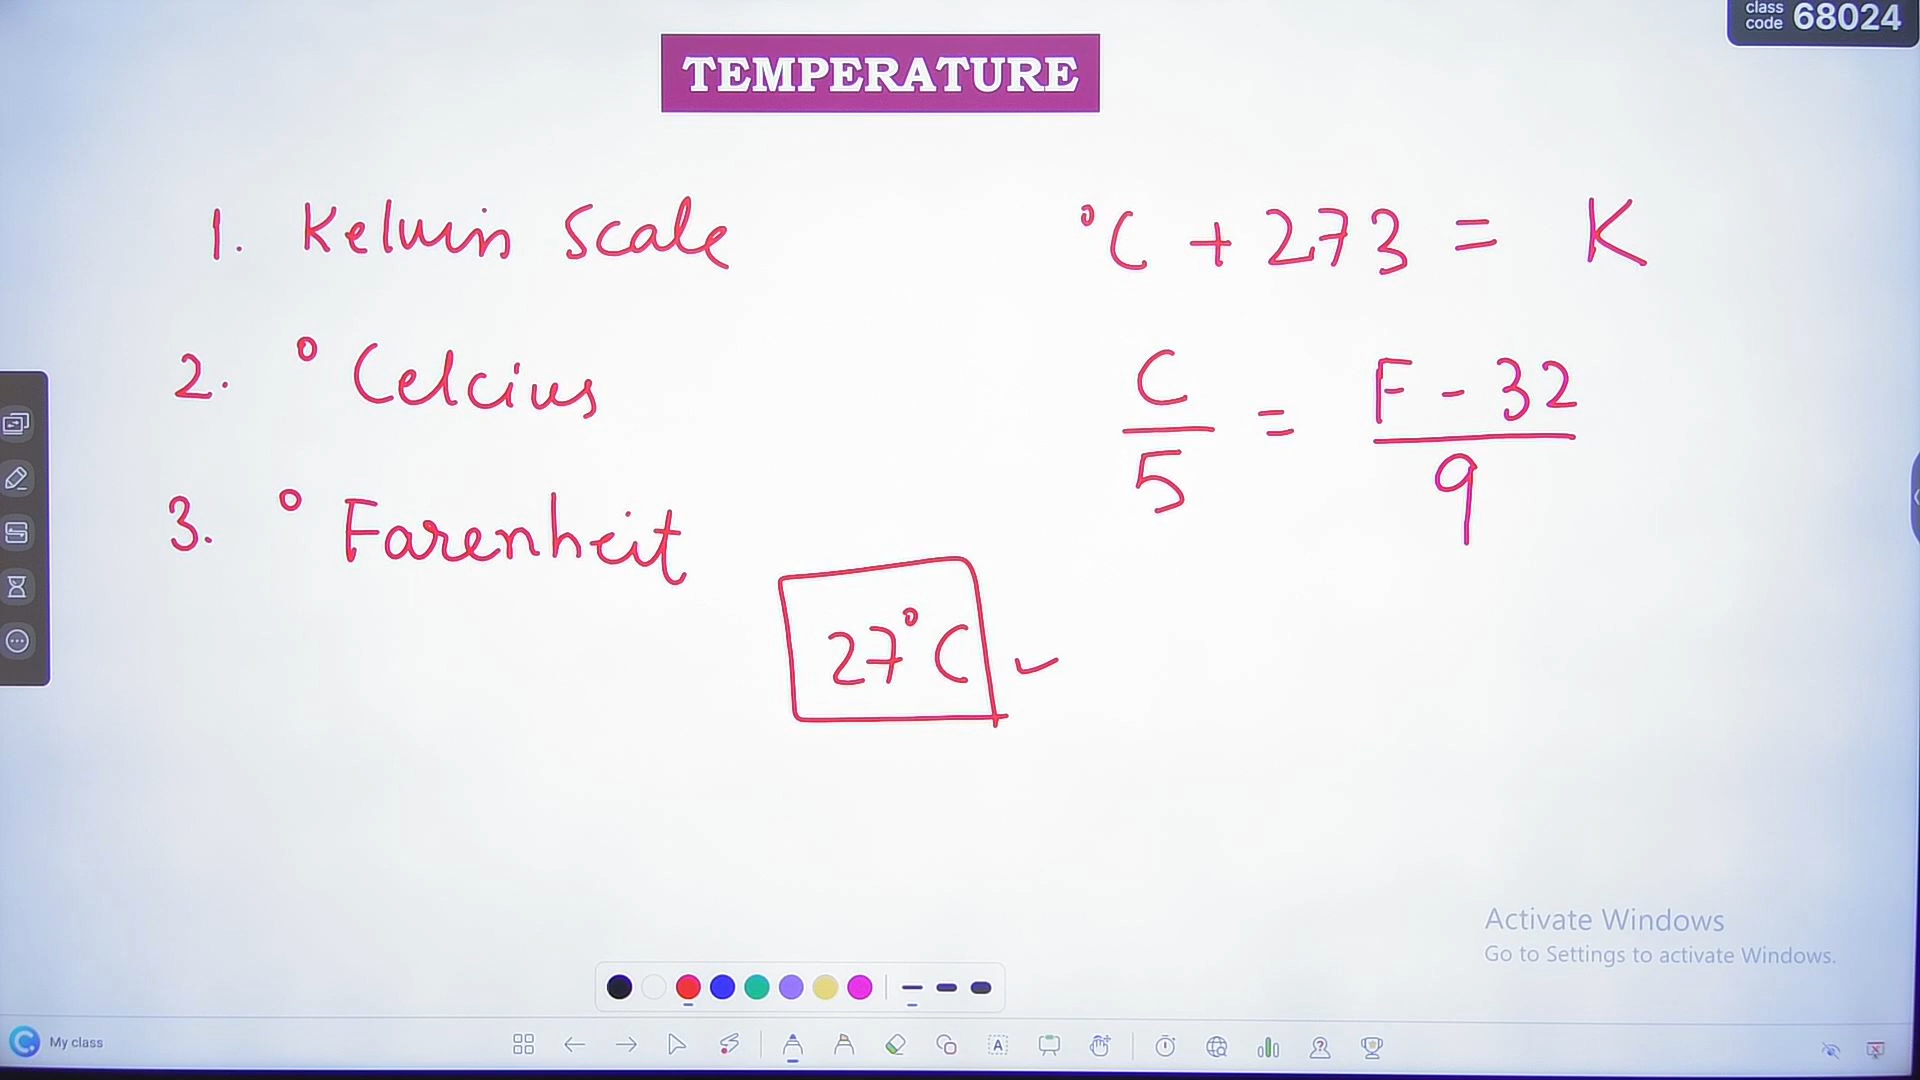 class code 68024
TEMPERATURE
1. Kelvin Scale
°C + 273 = K
2. ° Celcius
C/5 = F - 32/9
3. ° Farenheit
27°C
Activate Windows
Go to Settings to activate Windows.
My class